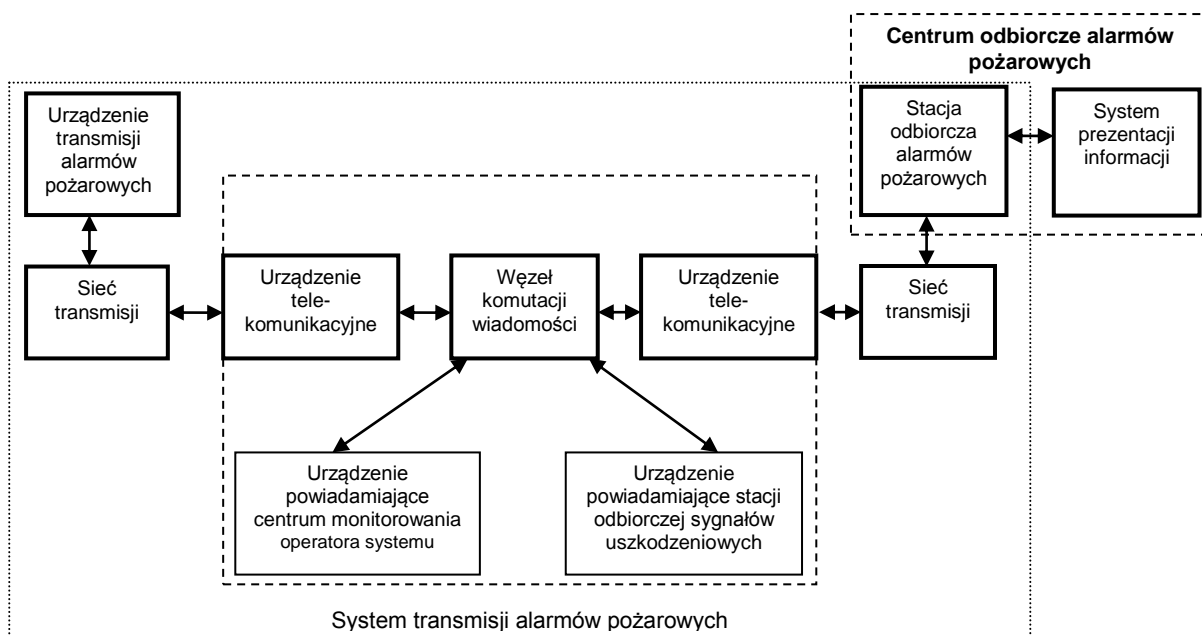 Centrum odbiorcze alarmów
pożarowych
Urządzenie
transmisji
alarmów
pożarowych
Stacja
odbiorcza
alarmów
pożarowych
System
prezentacji
informacji
Sieć
transmisji
Urządzenie
tele-
komunikacyjne
Węzeł
komutacji
wiadomości
Urządzenie
tele-
komunikacyjne
Sieć
transmisji
Urządzenie
powiadamiające
centrum monitorowania
operatora systemu
Urządzenie
powiadamiające stacji
odbiorczej sygnałów
uszkodzeniowych
System transmisji alarmów pożarowych